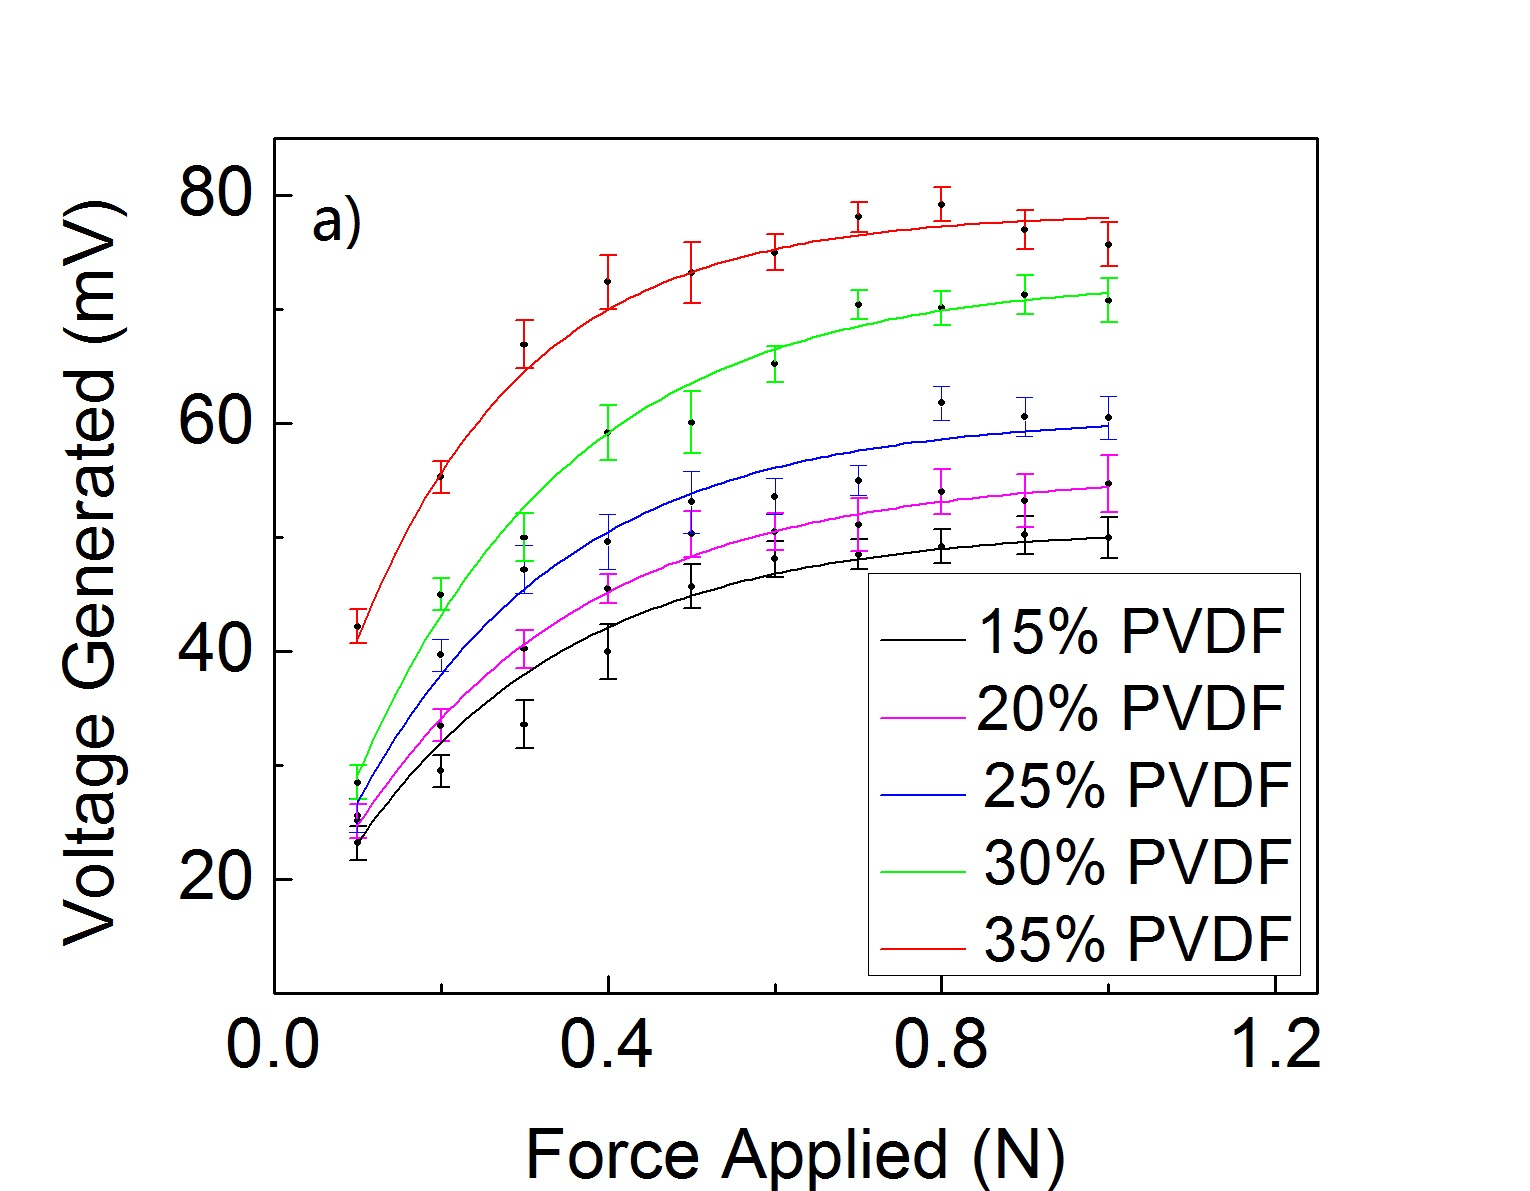 a)
Voltage Generated (mV)
80
60
40
20
0.0
0.4
0.8
1.2
Force Applied (N)
15% PVDF
20% PVDF
25% PVDF
30% PVDF
35% PVDF